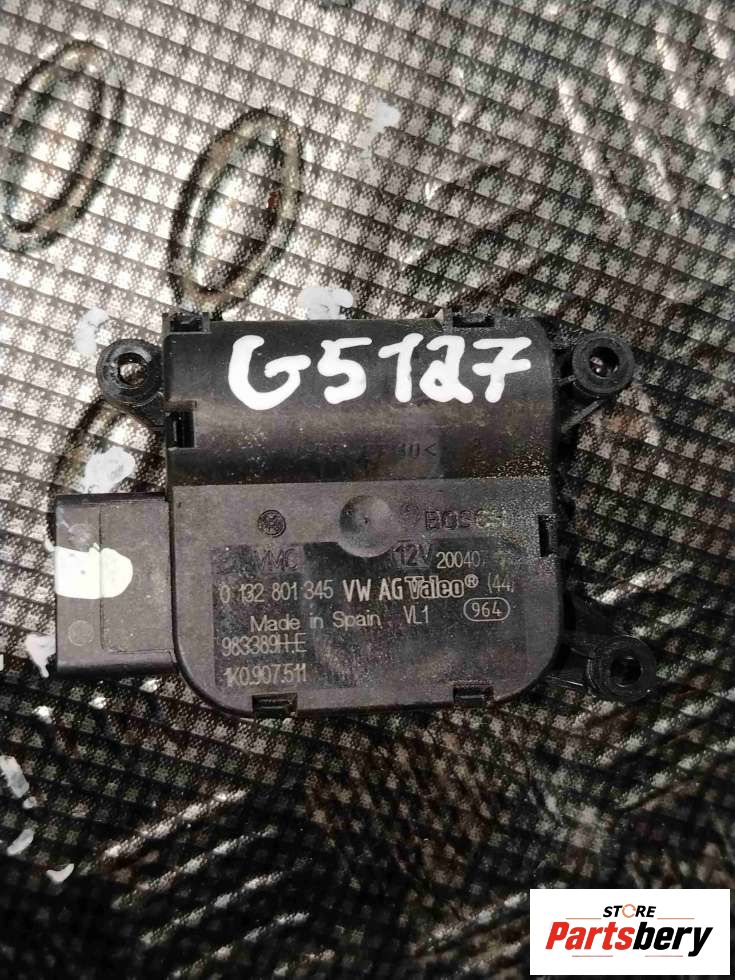 G5127
BOSCH
12V 20040
0 132 801 345 VW AG Valeo® (44)
Made in Spain VL1 964
983389H-E
1K0.907.511
STORE
Partsbery